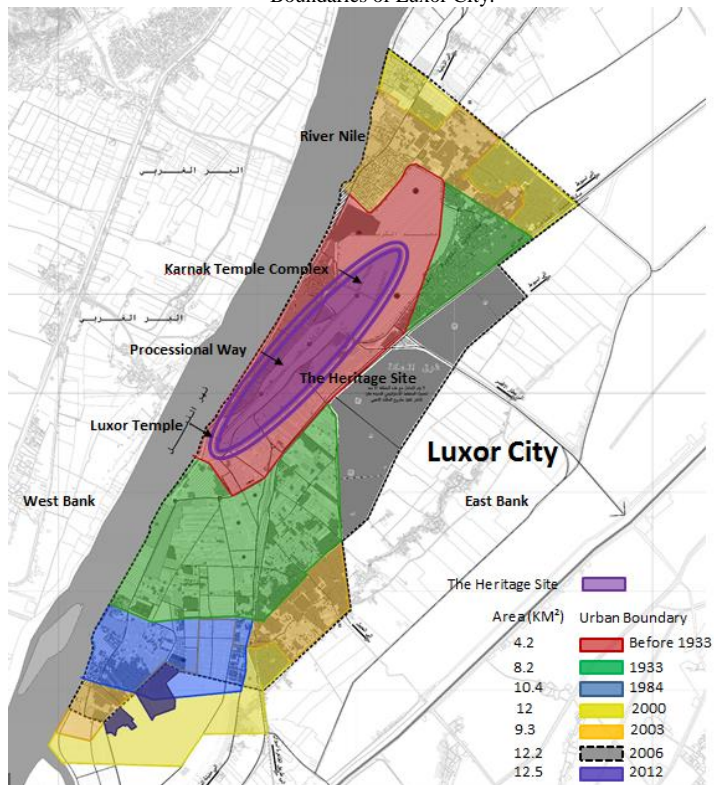 Boundaries of Luxor City.
River Nile
البر الغربي
Karnak Temple Complex
البر الغربي
Processional Way
The Heritage Site
Luxor Temple
Luxor City
West Bank
East Bank
The Heritage Site
Area (KM²) Urban Boundary
4.2 Before 1933
8.2 1933
10.4 1984
12 2000
9.3 2003
12.2 2006
12.5 2012